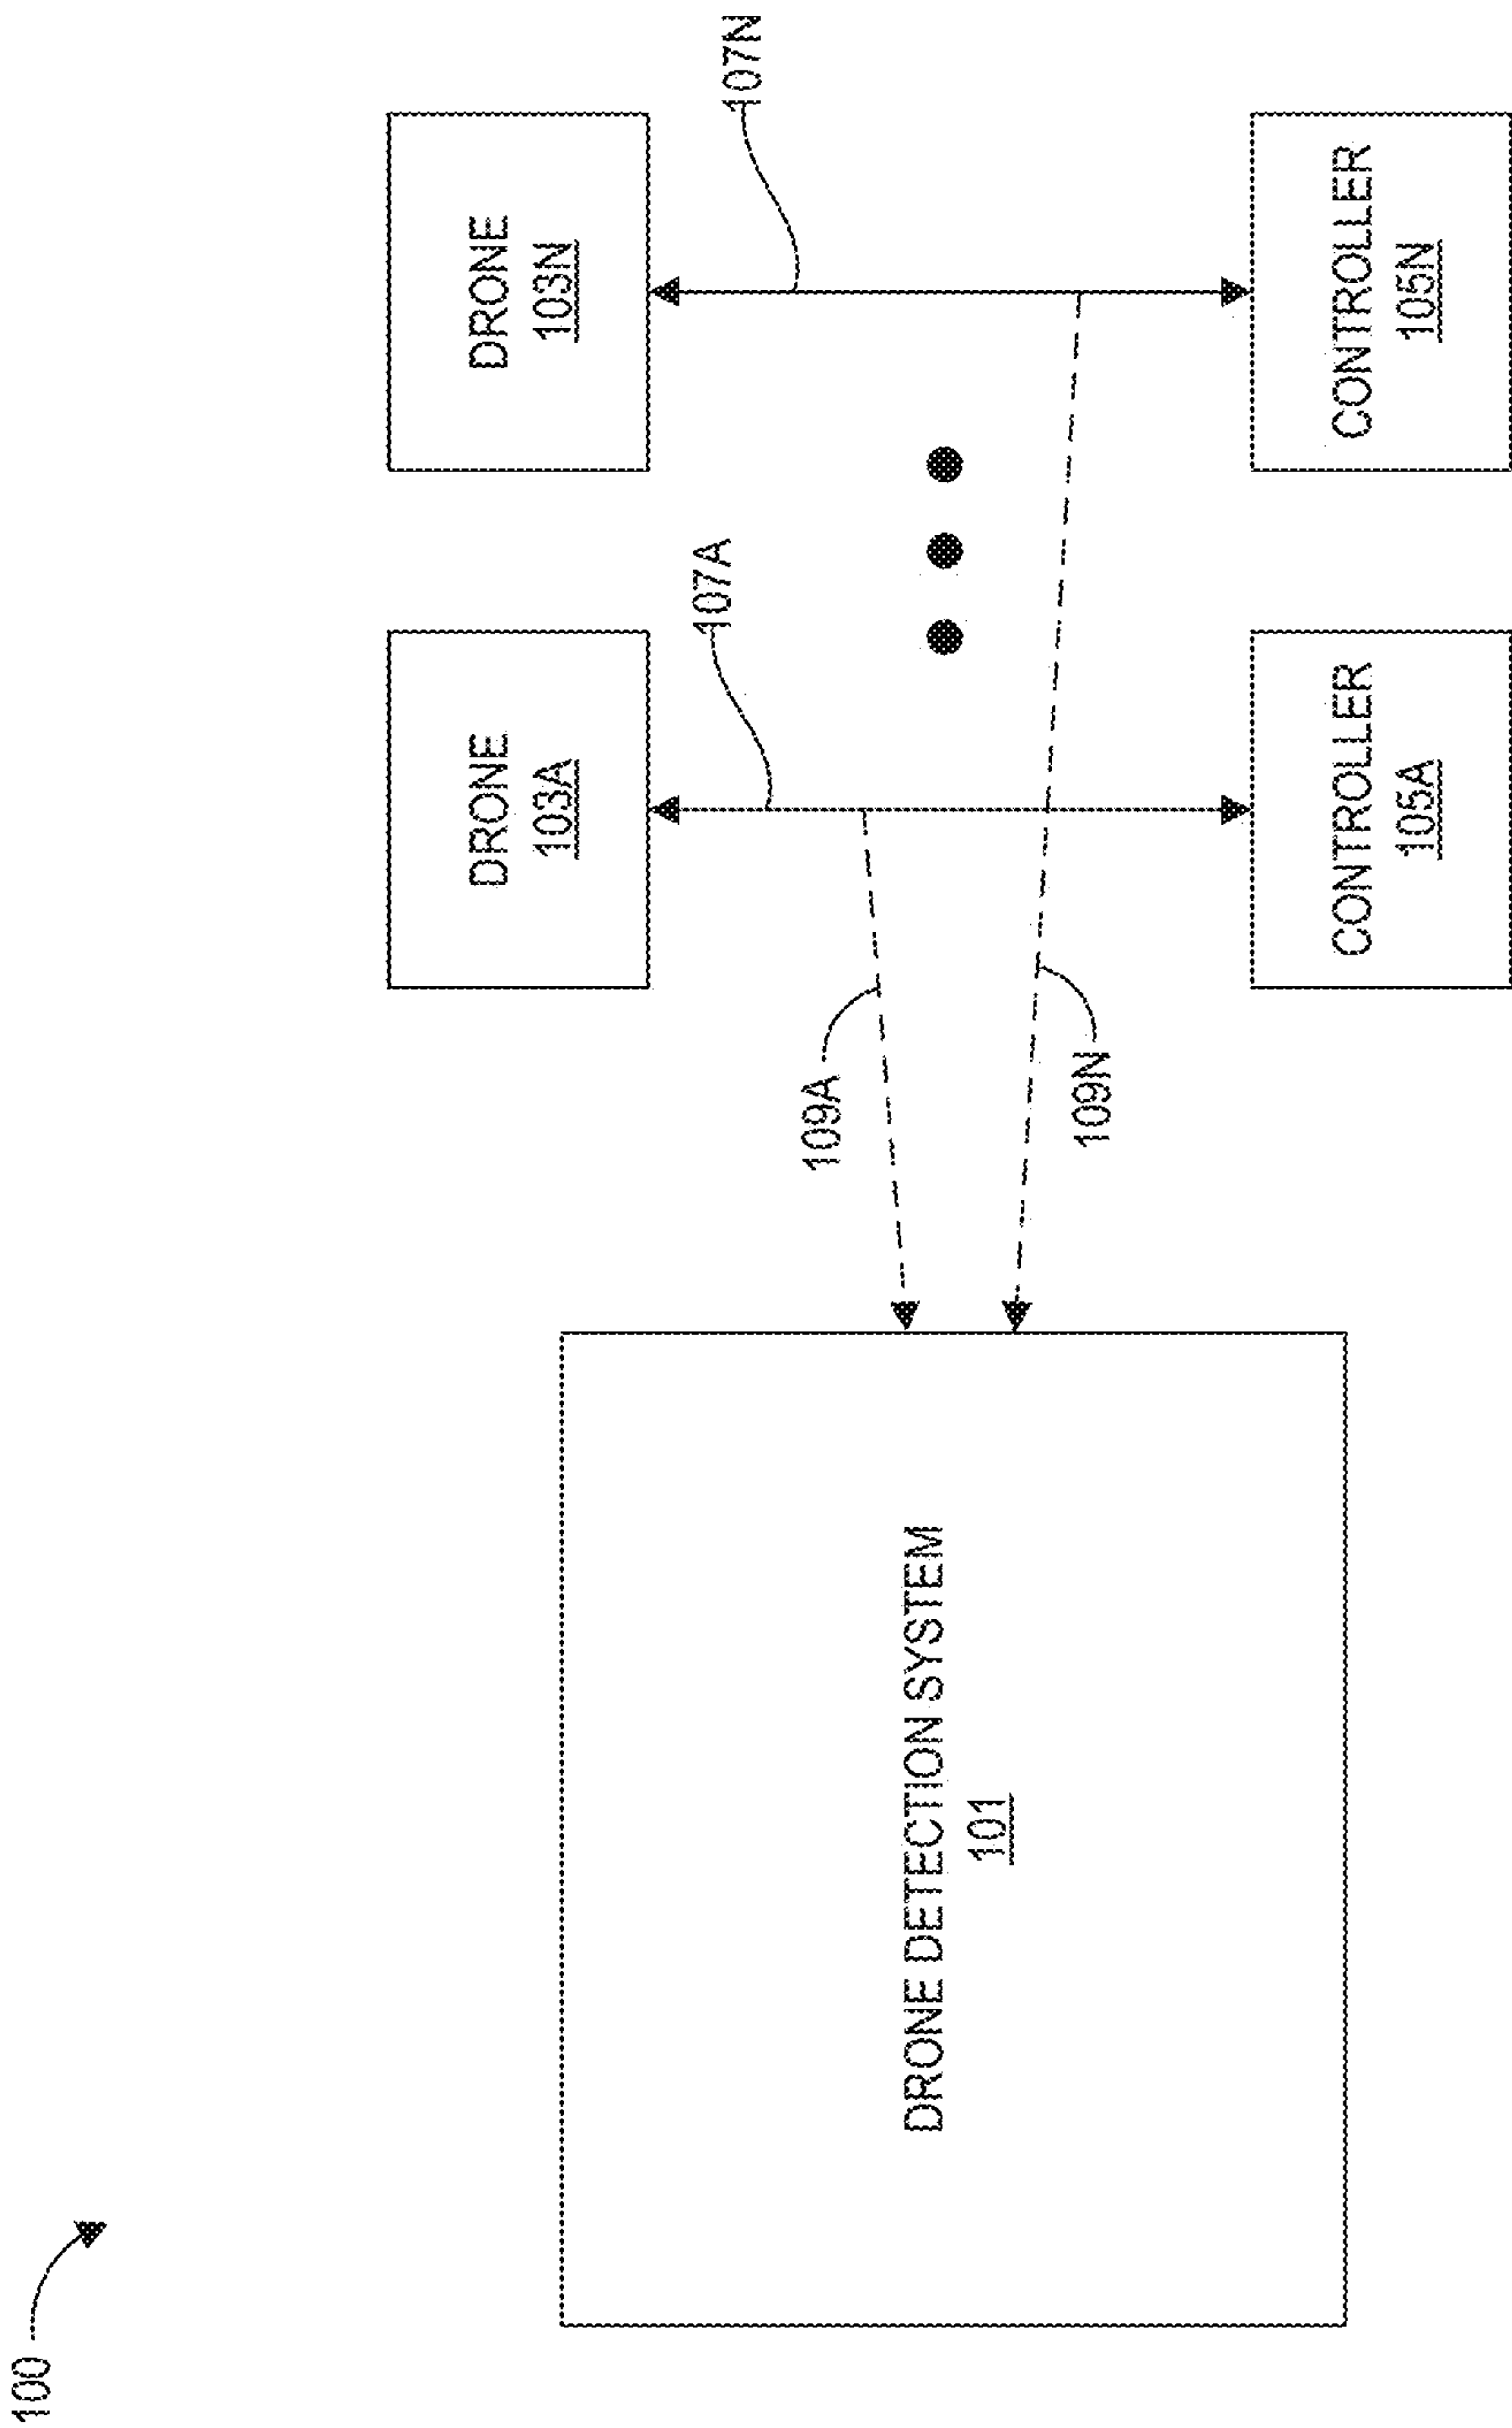 100
DRONE DETECTION SYSTEM
101
DRONE
103A
DRONE
103N
107A
107N
109A
109N
CONTROLLER
105A
CONTROLLER
105N